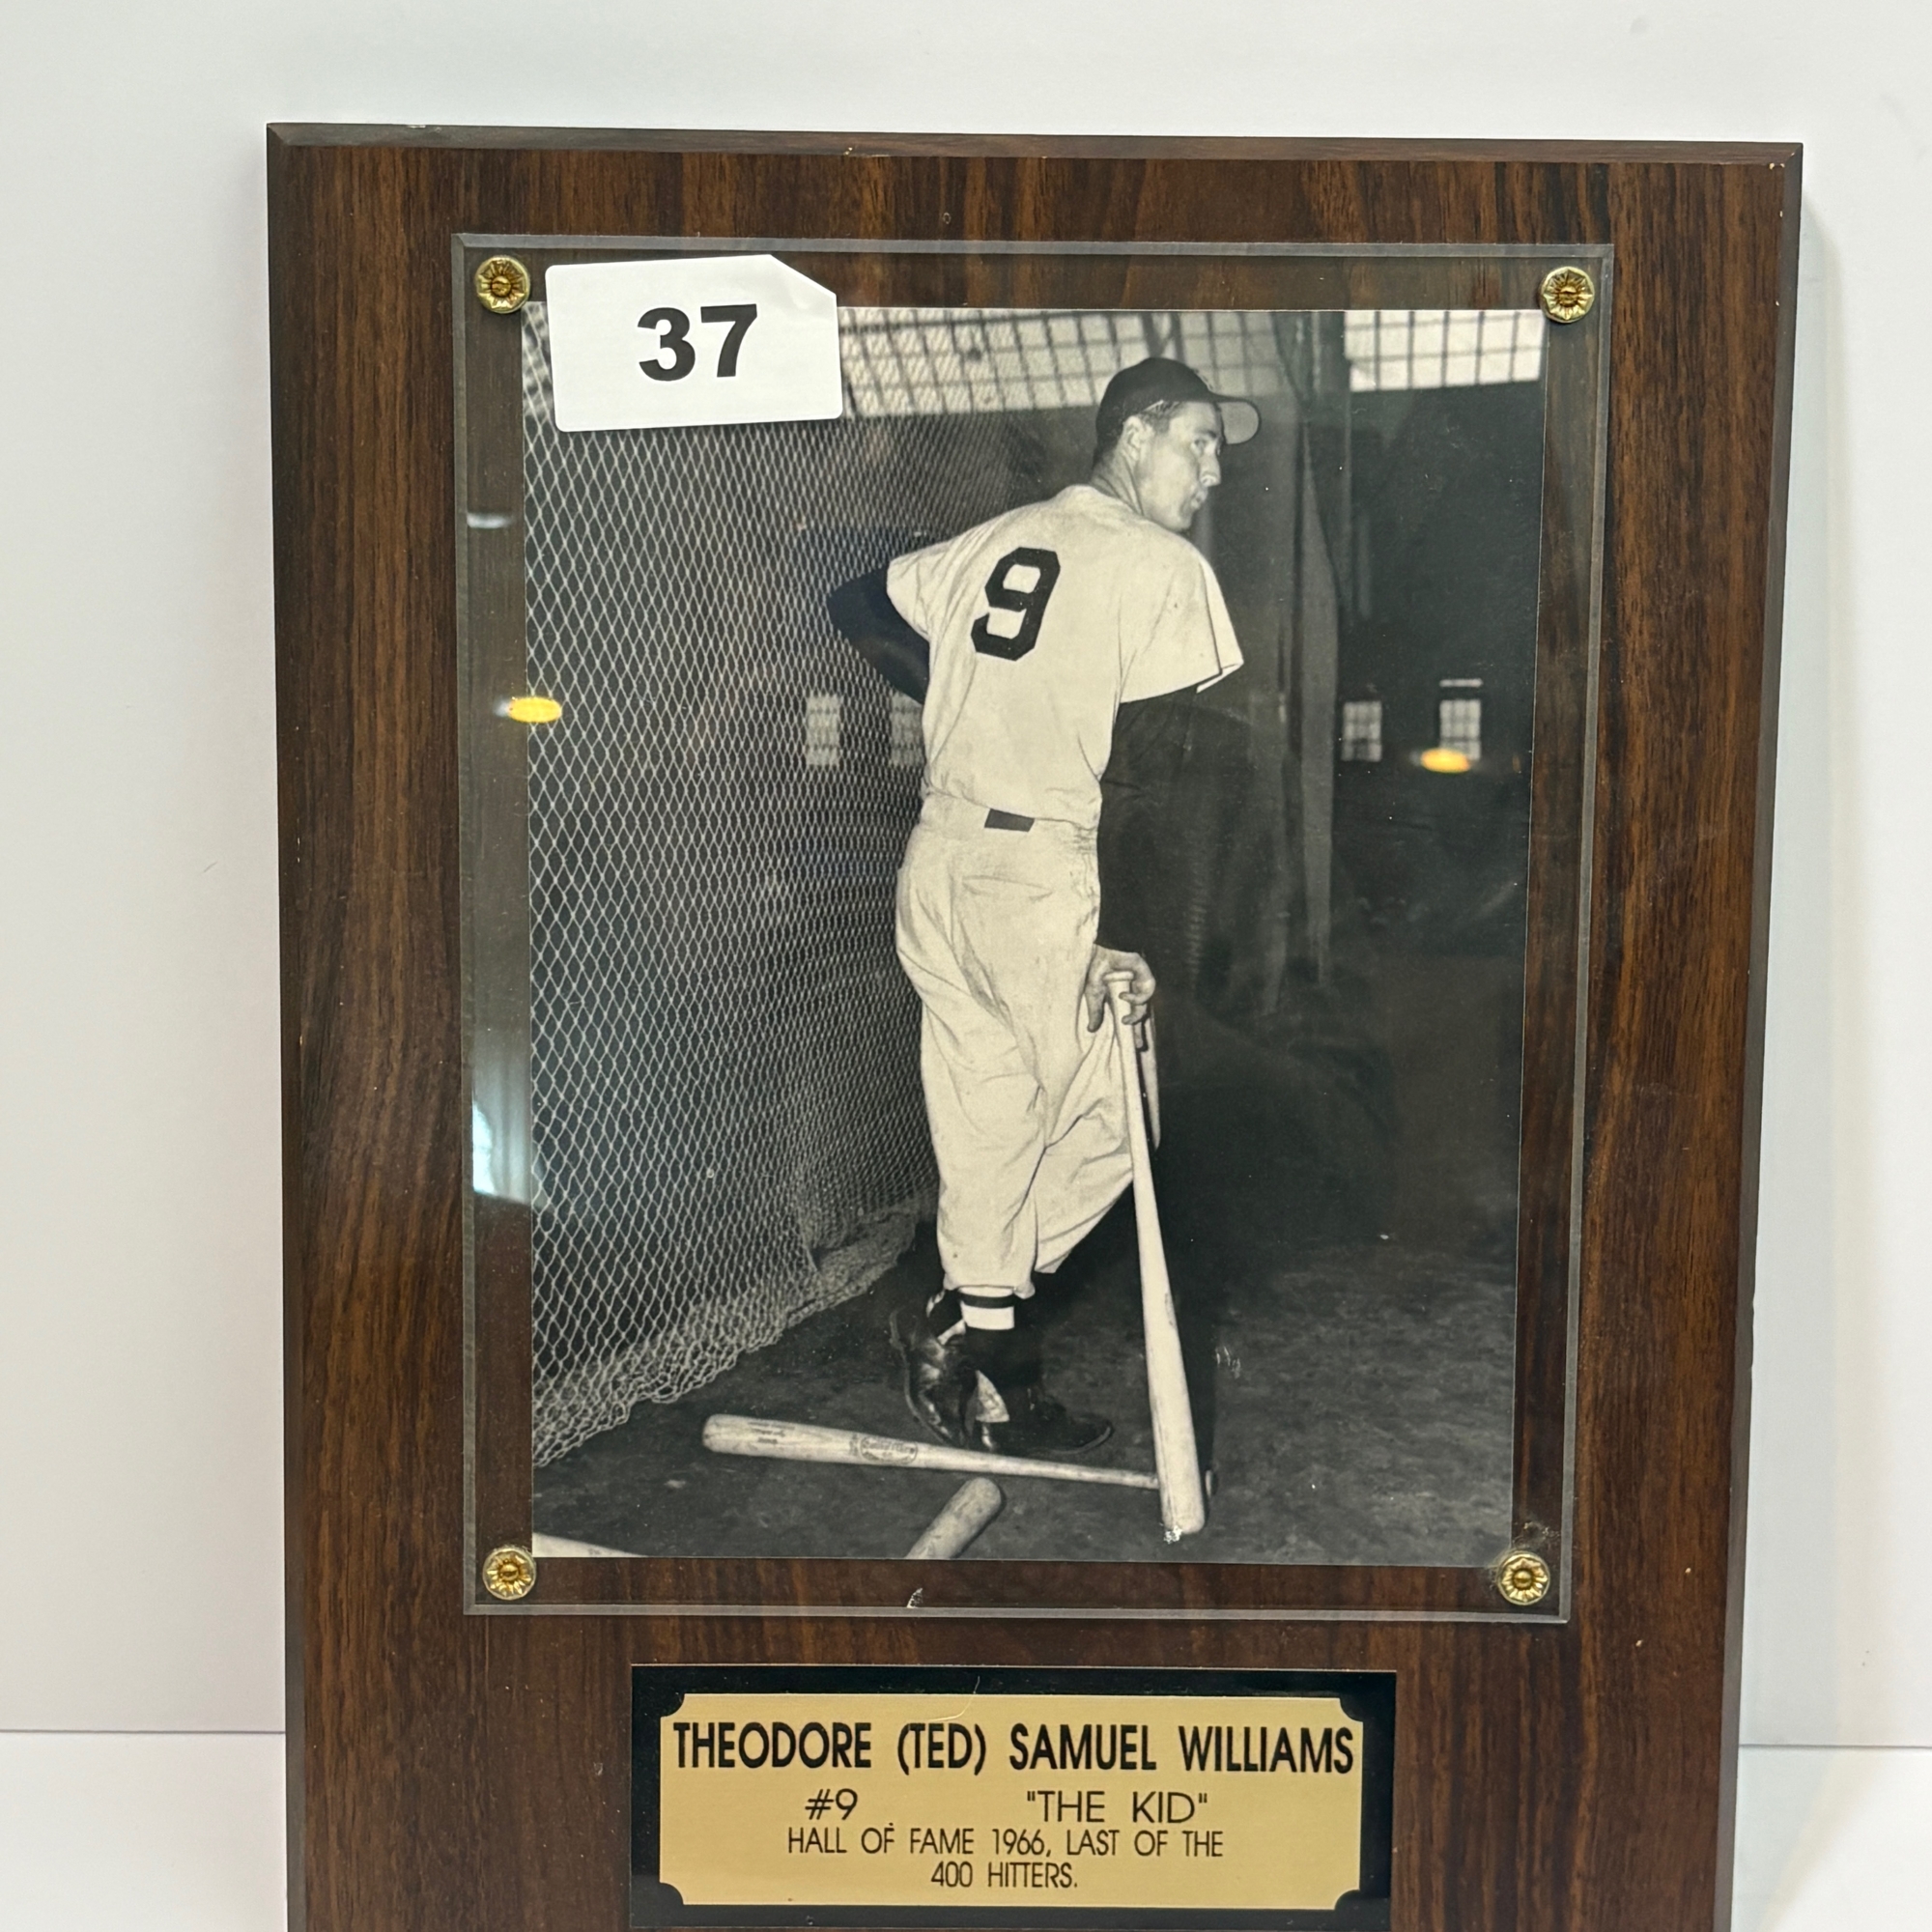 37
9
THEODORE (TED) SAMUEL WILLIAMS
#9 "THE KID"
HALL OF FAME 1966, LAST OF THE
400 HITTERS.